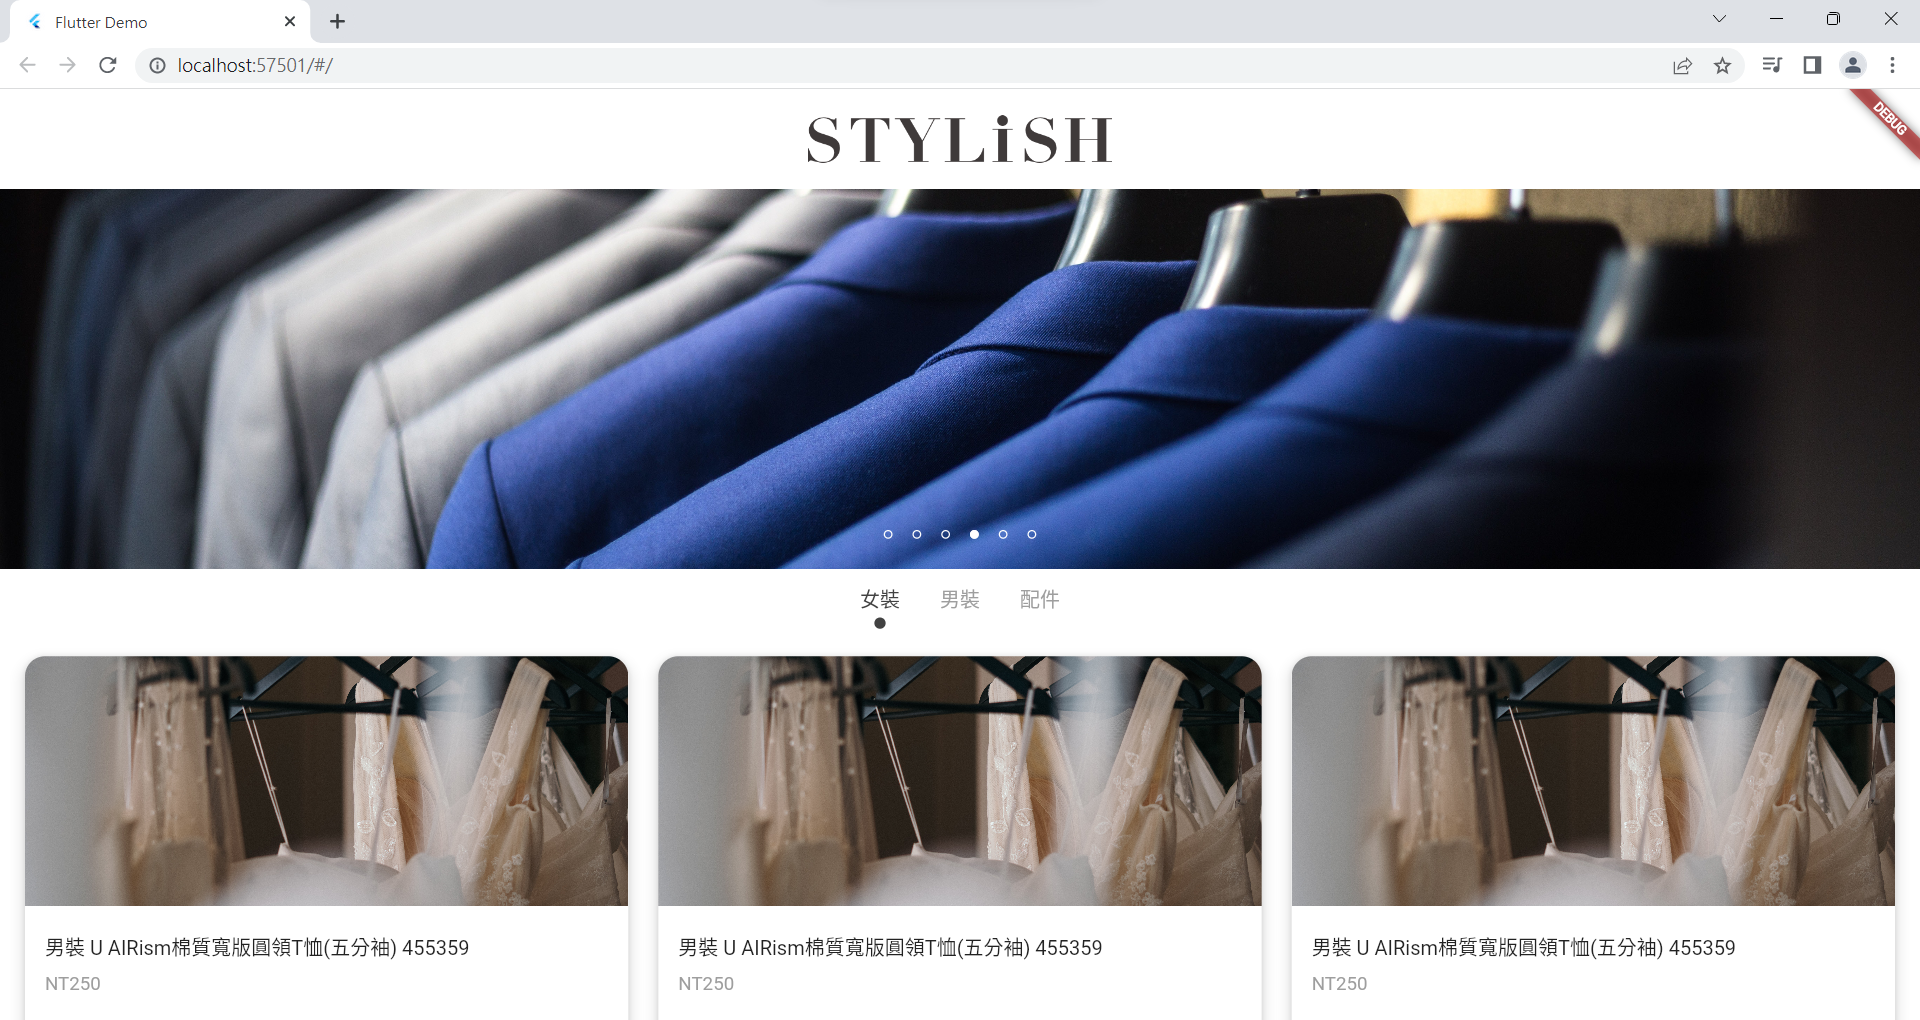 Flutter Demo
localhost:57501/#/
DEBUG
STYLiSH
女裝 男裝 配件
男裝 U AIRism棉質寬版圓領T恤(五分袖) 455359
NT250
男裝 U AIRism棉質寬版圓領T恤(五分袖) 455359
NT250
男裝 U AIRism棉質寬版圓領T恤(五分袖) 455359
NT250